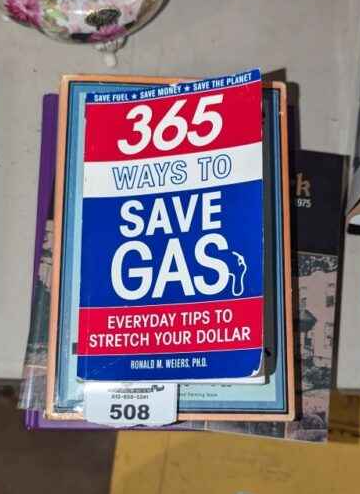 SAVE FUEL ★ SAVE MONEY ★ SAVE THE PLANET
365
WAYS TO
SAVE
GAS
EVERYDAY TIPS TO
STRETCH YOUR DOLLAR
RONALD M. WEIERS, PH.D.
rk
1975
508